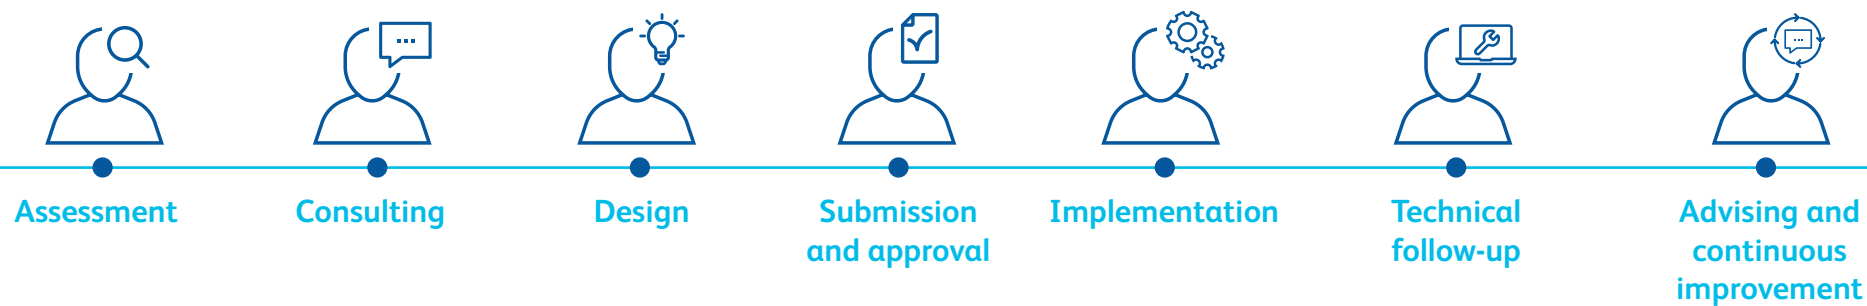 Assessment
Consulting
Design
Submission
and approval
Implementation
Technical
follow-up
Advising and
continuous
improvement